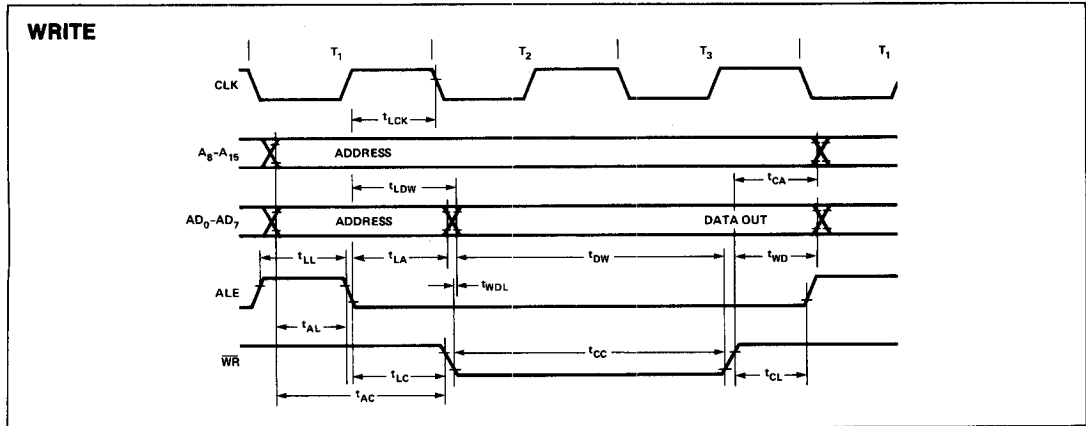 WRITE
T1 T2 T3 T1
CLK
tLCK
A8-A15 ADDRESS
tCA
tLDW
AD0-AD7 ADDRESS DATA OUT
tLL tLA tDW tWD
tWDL
ALE
tAL
tCC
WR
tLC tCL
tAC